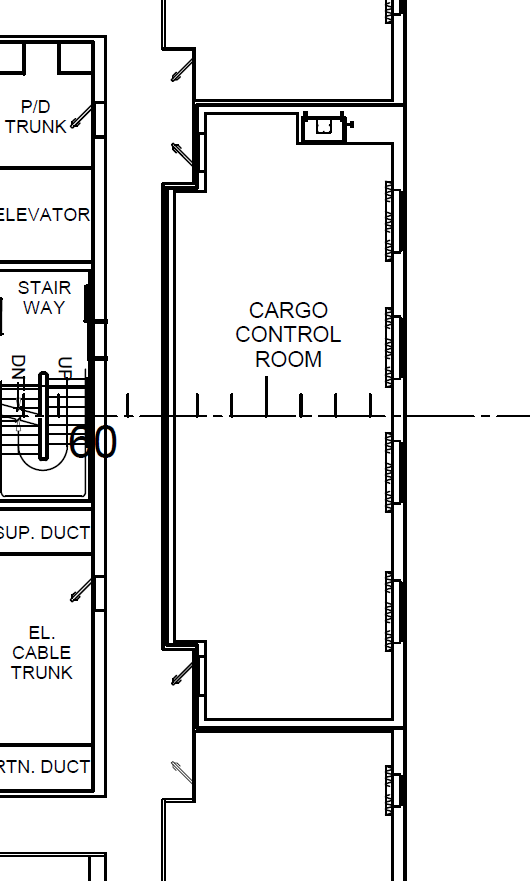 P/D
TRUNK
ELEVATOR
STAIR
WAY
CARGO
CONTROL
ROOM
DN
UP
60
SUP. DUCT
EL.
CABLE
TRUNK
RTN. DUCT